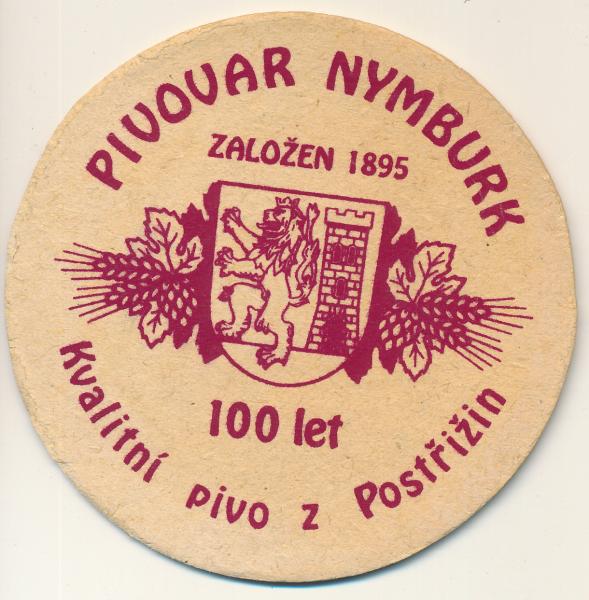 PIVOVAR NYMBURK
ZALOŽEN 1895
100 let
Kvalitní pivo z Postřižin